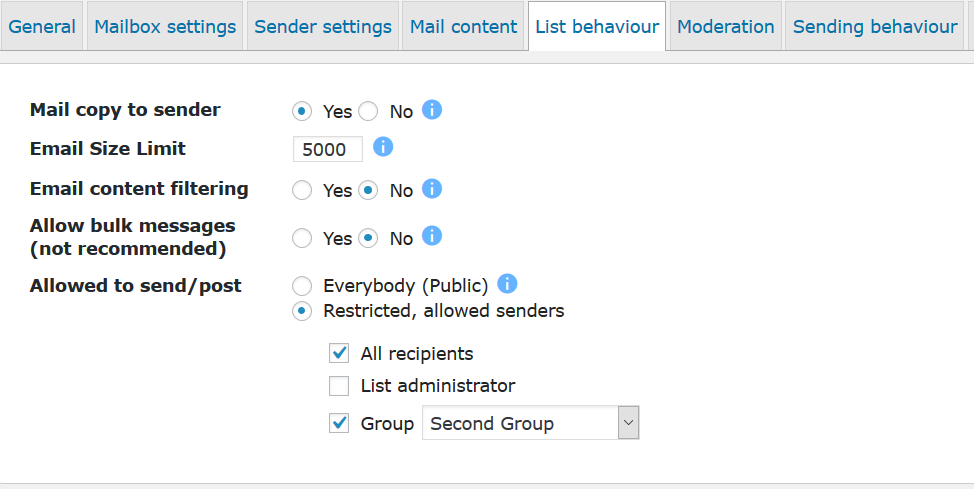 General Mailbox settings Sender settings Mail content List behaviour Moderation Sending behaviour
Mail copy to sender Yes No i
Email Size Limit 5000 i
Email content filtering Yes No i
Allow bulk messages
(not recommended) Yes No i
Allowed to send/post Everybody (Public) i
Restricted, allowed senders
All recipients
List administrator
Group Second Group